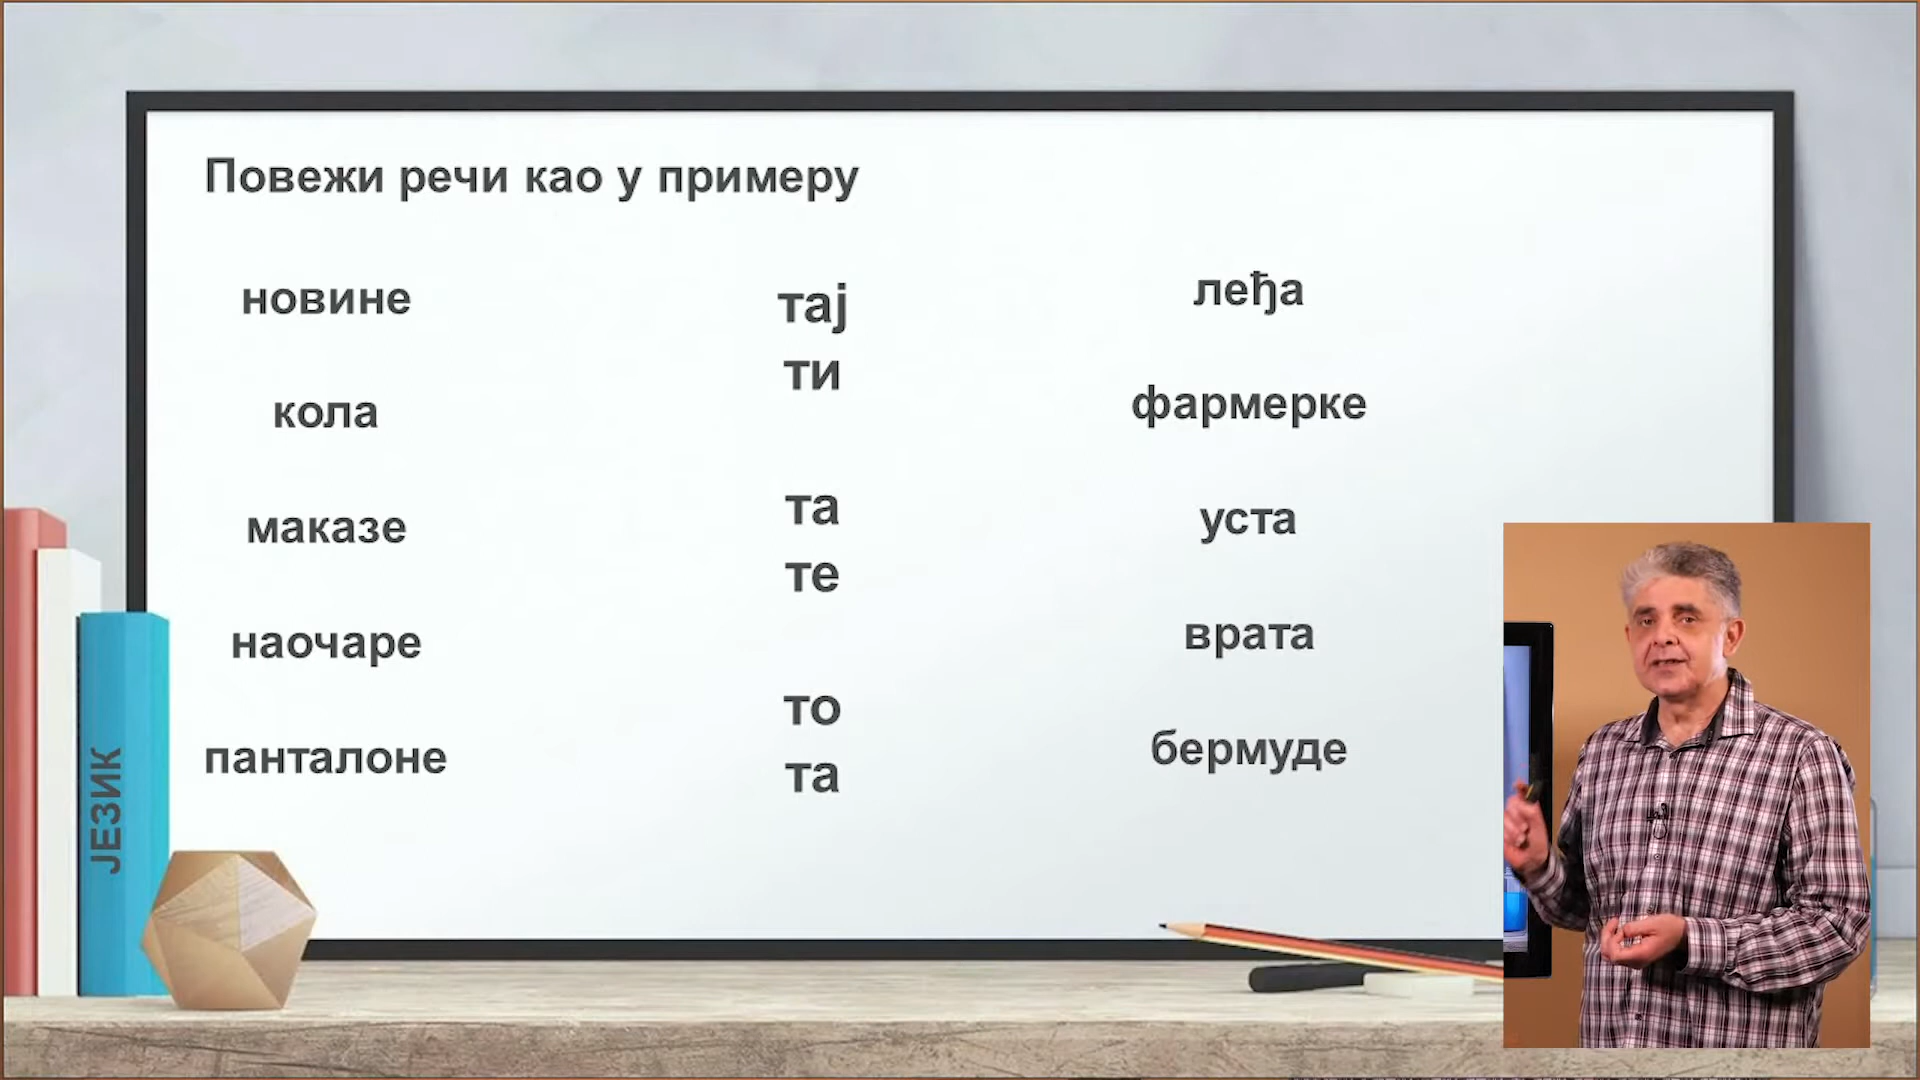 Повежи речи као у примеру
новине
кола
маказе
наочаре
панталоне
тај
ти
та
те
то
та
леђа
фармерке
уста
врата
бермуде
ЈЕЗИК